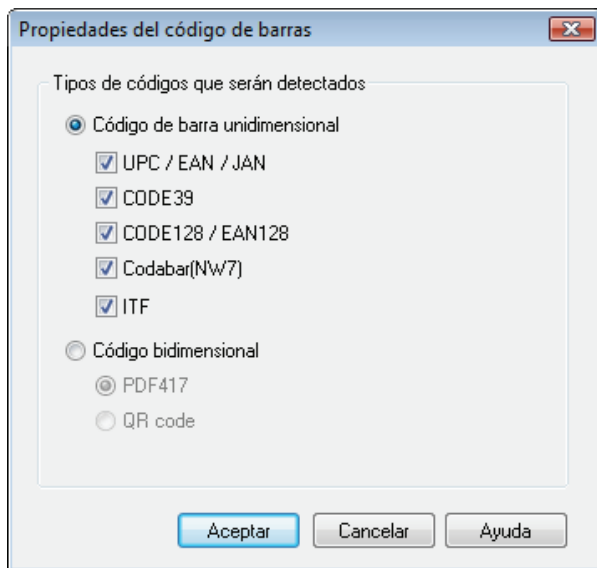 Propiedades del código de barras
Tipos de códigos que serán detectados
Código de barra unidimensional
UPC / EAN / JAN
CODE39
CODE128 / EAN128
Codabar(NW7)
ITF
Código bidimensional
PDF417
QR code
Aceptar Cancelar Ayuda